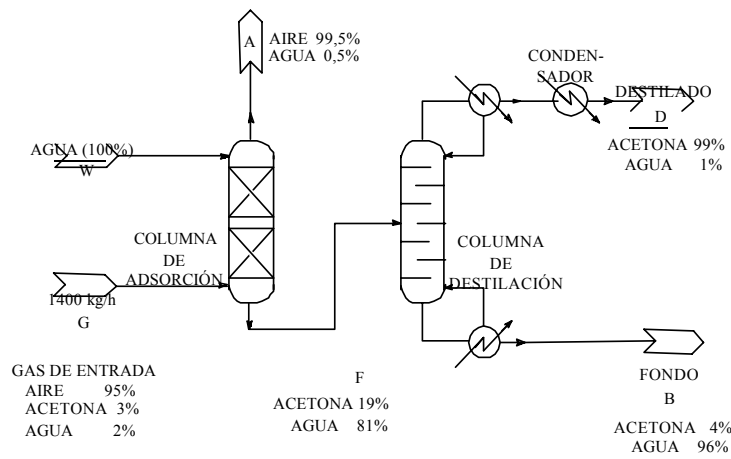 A
AIRE 99,5%
AGUA 0,5%
CONDEN-
SADOR
DESTILADO
D
ACETONA 99%
AGUA 1%
AGUA (100%)
W
COLUMNA
DE
ADSORCIÓN
COLUMNA
DE
DESTILACIÓN
1400 kg/h
G
GAS DE ENTRADA
AIRE 95%
ACETONA 3%
AGUA 2%
F
ACETONA 19%
AGUA 81%
FONDO
B
ACETONA 4%
AGUA 96%